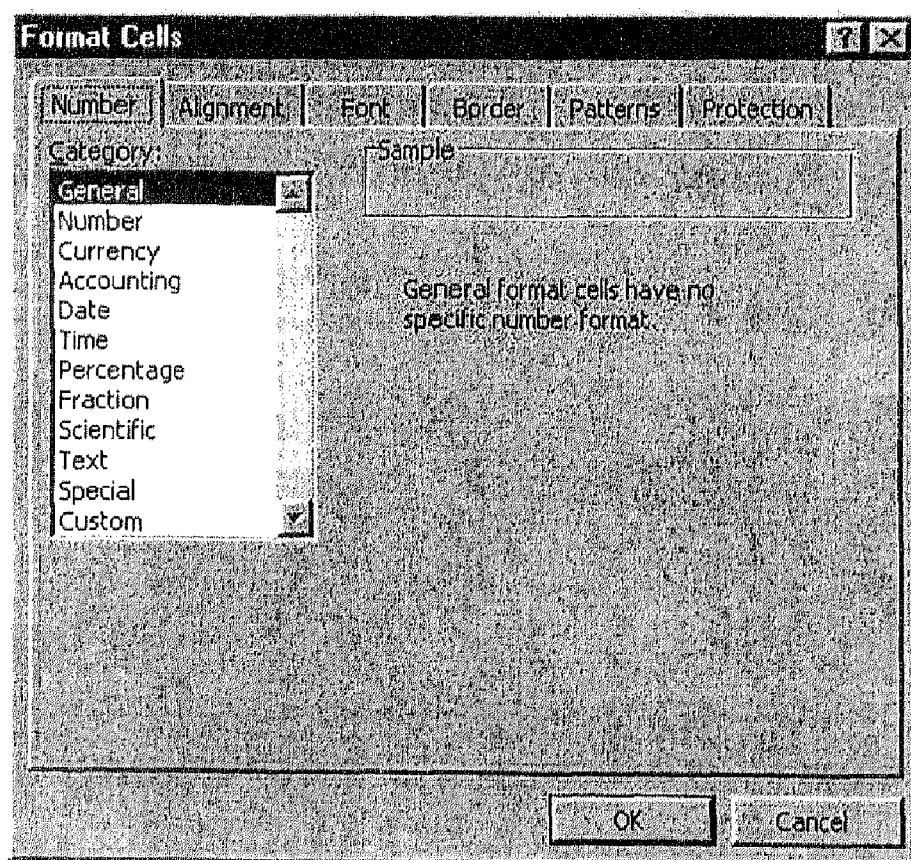 Format Cells
Number Alignment Font Border Patterns Protection
Category:
Sample
General
Number
Currency
Accounting
Date
Time
Percentage
Fraction
Scientific
Text
Special
Custom
General format cells have no
specific number format.
OK Cancel